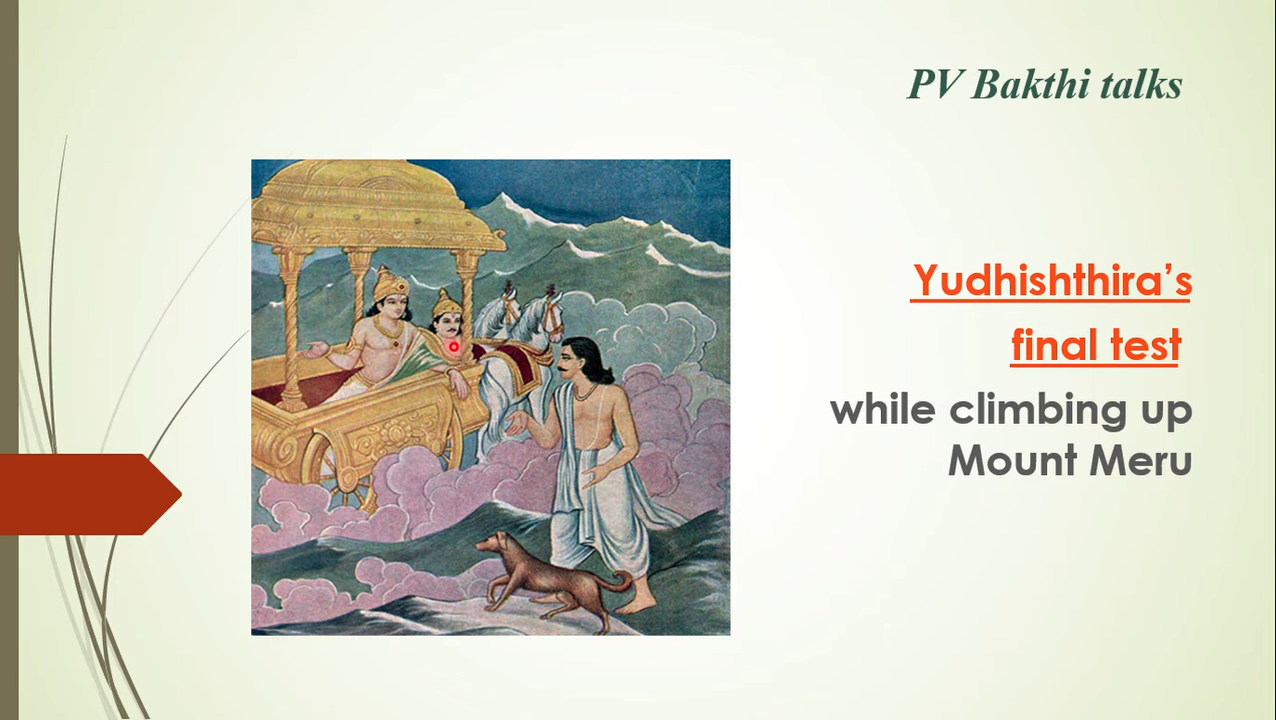 PV Bakthi talks
Yudhishthira’s
final test
while climbing up
Mount Meru